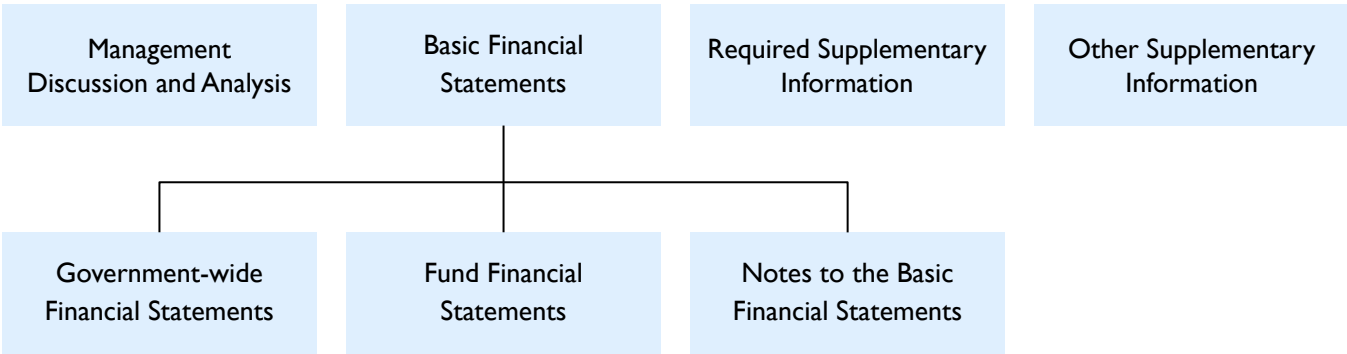 Management
Discussion and Analysis
Basic Financial
Statements
Required Supplementary
Information
Other Supplementary
Information
Government-wide
Financial Statements
Fund Financial
Statements
Notes to the Basic
Financial Statements